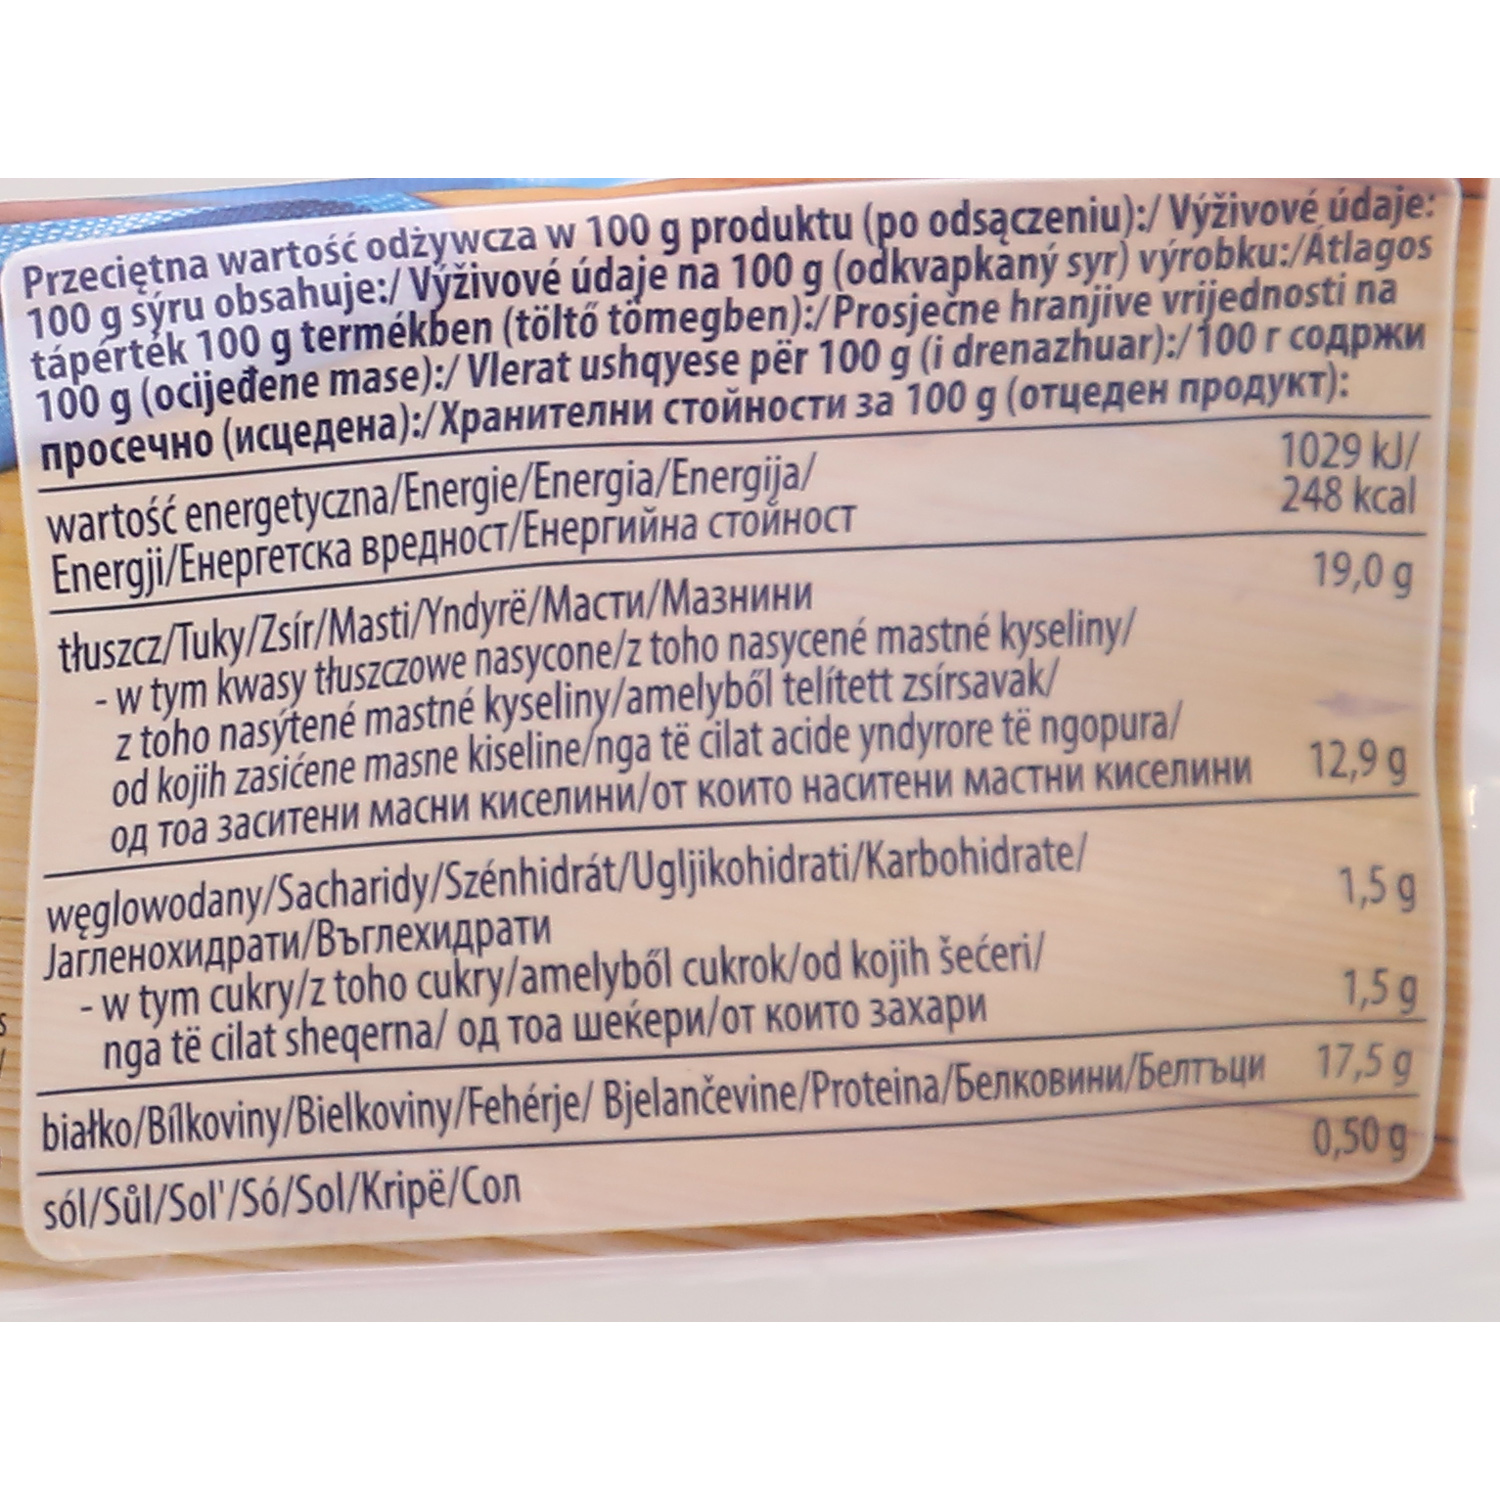 Przeciętna wartość odżywcza w 100 g produktu (po odsączeniu):/ Výživové údaje:
100 g sýru obsahuje:/ Výživové údaje na 100 g (odkvapkaný syr) výrobku:/Átlagos
tápérték 100 g termékben (töltő tömegben):/Prosječne hranjive vrijednosti na
100 g (ocijeđene mase):/ Vlerat ushqyese për 100 g (i drenazhuar):/100 г содржи
просечно (исцедена):/Хранителни стойности за 100 g (отцеден продукт):
wartość energetyczna/Energie/Energia/Energija/ 1029 kJ/
Energji/Енергетска вредност/Енергийна стойност 248 kcal
tłuszcz/Tuky/Zsír/Masti/Yndyrë/Масти/Мазнини 19,0 g
- w tym kwasy tłuszczowe nasycone/z toho nasycené mastné kyseliny/
z toho nasýtené mastné kyseliny/amelyből telített zsírsavak/
od kojih zasićene masne kiseline/nga të cilat acide yndyrore të ngopura/
од тоа заситени масни киселини/от които наситени мастни киселини 12,9 g
węglowodany/Sacharidy/Szénhidrát/Ugljikohidrati/Karbohidrate/ 1,5 g
Јагленохидрати/Въглехидрати
- w tym cukry/z toho cukry/amelyből cukrok/od kojih šećeri/
nga të cilat sheqerna/ од тоа шеќери/от които захари 1,5 g
białko/Bílkoviny/Bielkoviny/Fehérje/ Bjelančevine/Proteina/Белковини/Белтъци 17,5 g
sól/Sůl/Sol'/Só/Sol/Kripë/Сол 0,50 g